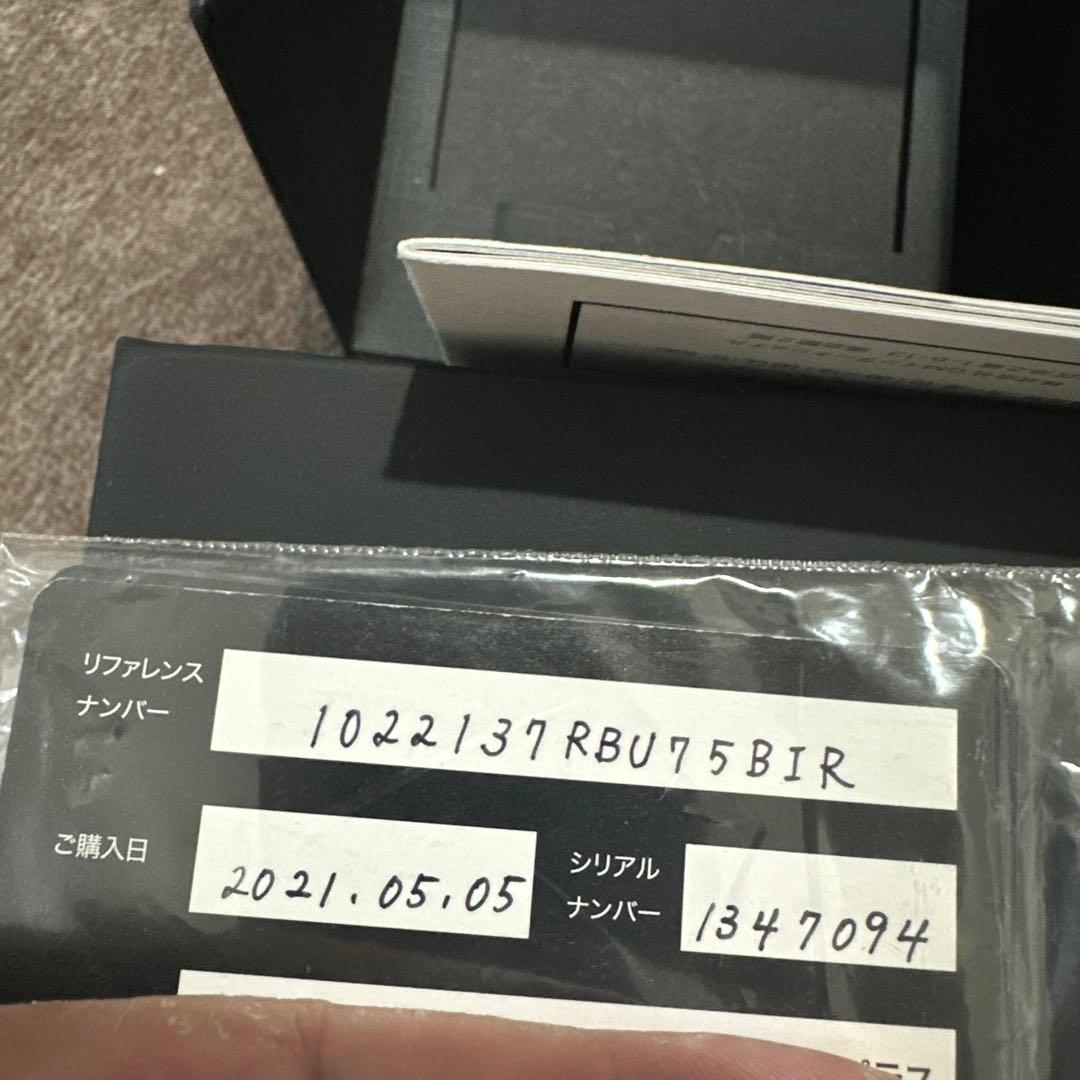 リファレンス
ナンバー
1022137RBU75BIR
ご購入日
2021.05.05
シリアル
ナンバー
1347094